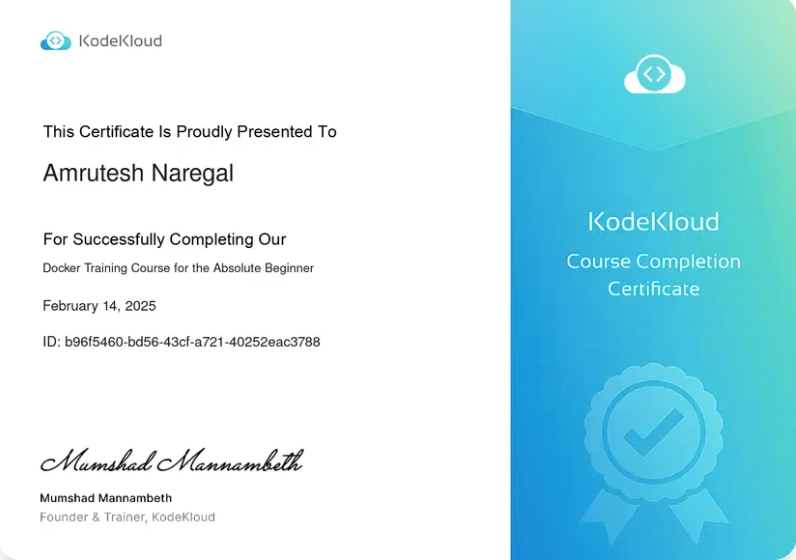 KodeKloud
This Certificate Is Proudly Presented To
Amrutesh Naregal
For Successfully Completing Our
Docker Training Course for the Absolute Beginner
February 14, 2025
ID: b96f5460-bd56-43cf-a721-40252eac3788
Mumshad Mannambeth
Mumshad Mannambeth
Founder & Trainer, KodeKloud
KodeKloud
Course Completion
Certificate